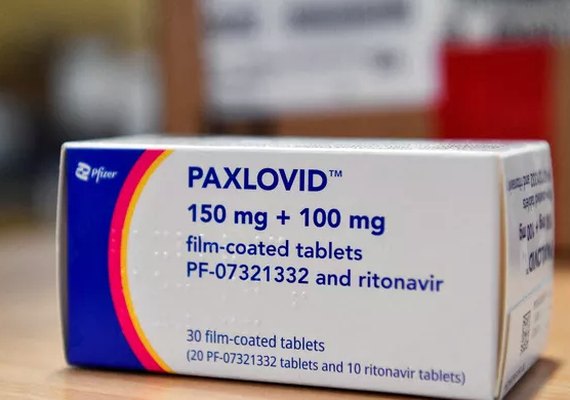 Pfizer
PAXLOVID™
150 mg + 100 mg
film-coated tablets
PF-07321332 and ritonavir
30 film-coated tablets
(20 PF-07321332 tablets and 10 ritonavir tablets)